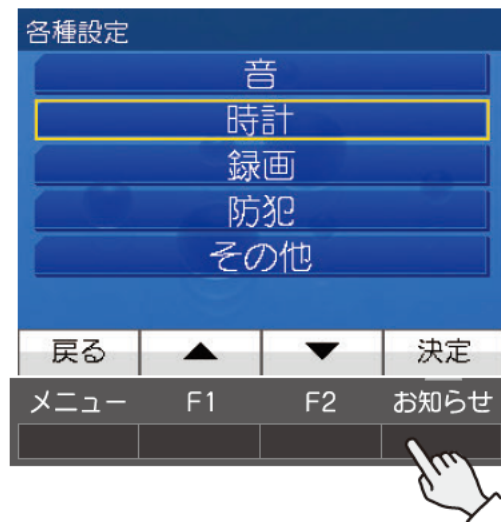 各種設定
音
時計
録画
防犯
その他
戻る ▲ ▼ 決定
メニュー F1 F2 お知らせ